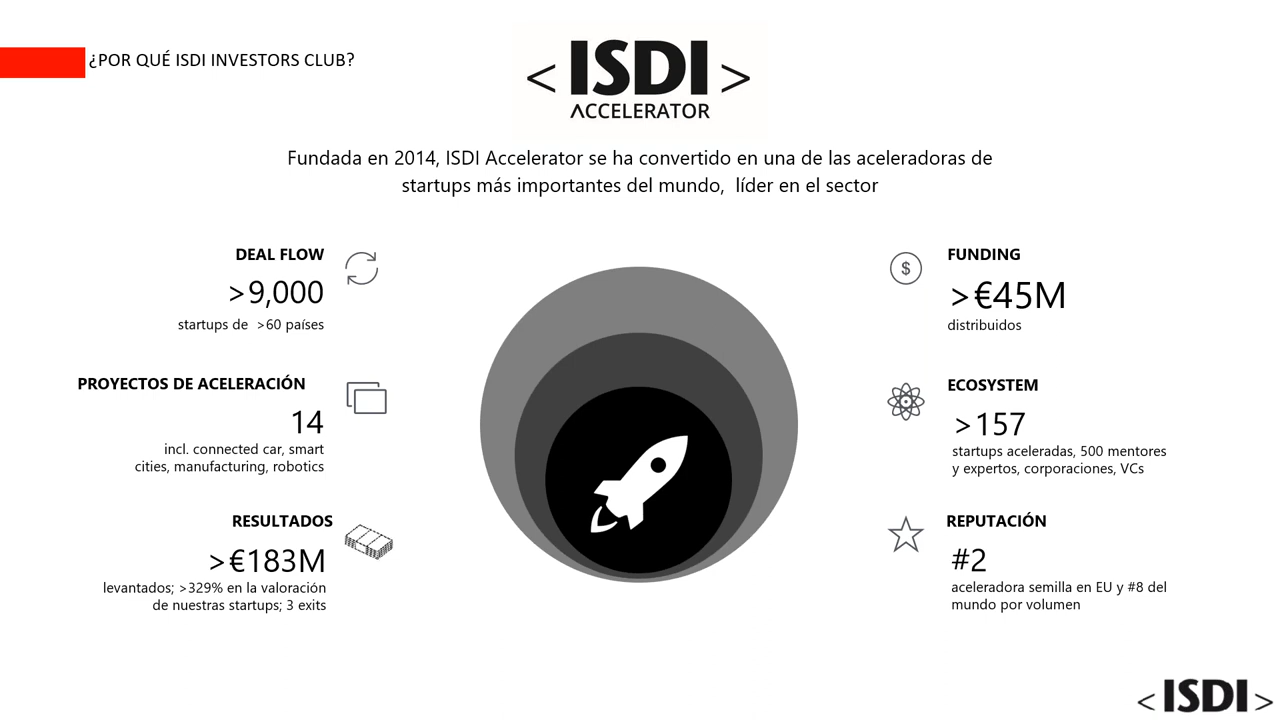 ¿POR QUÉ ISDI INVESTORS CLUB?
< ISDI >
ACCELERATOR
Fundada en 2014, ISDI Accelerator se ha convertido en una de las aceleradoras de
startups más importantes del mundo, líder en el sector
DEAL FLOW
>9,000
startups de >60 países
PROYECTOS DE ACELERACIÓN
14
incl. connected car, smart
cities, manufacturing, robotics
RESULTADOS
>€183M
levantados; >329% en la valoración
de nuestras startups; 3 exits
$
FUNDING
>€45M
distribuidos
ECOSYSTEM
>157
startups aceleradas, 500 mentores
y expertos, corporaciones, VCs
REPUTACIÓN
#2
aceleradora semilla en EU y #8 del
mundo por volumen
< ISDI >